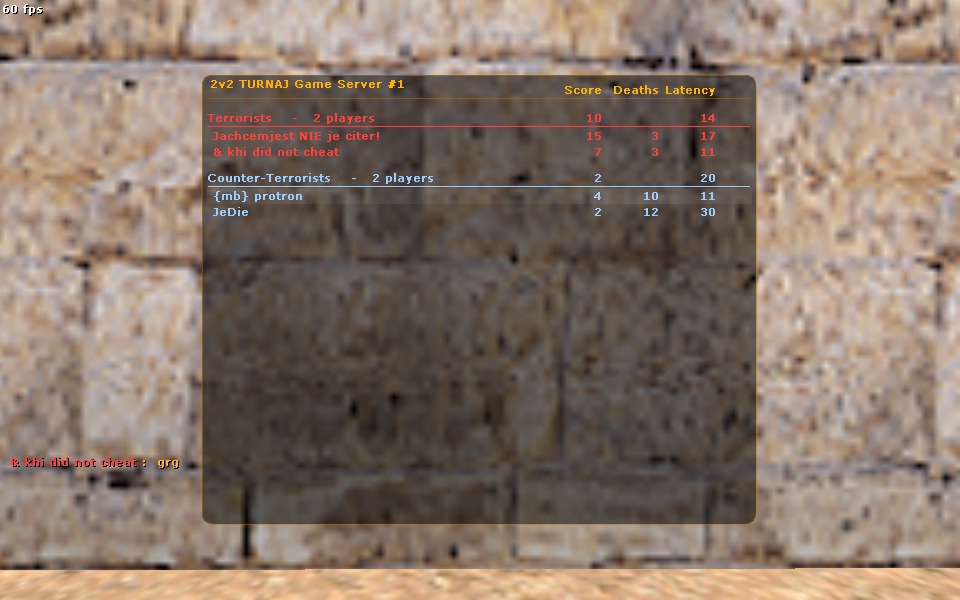 60 fps
2v2 TURNAJ Game Server #1
Score Deaths Latency
Terrorists - 2 players 10 14
Jachcemjest NIE je citer! 15 3 17
& khi did not cheat 7 3 11
Counter-Terrorists - 2 players 2 20
{mb} protron 4 10 11
JeDie 2 12 30
& khi did not cheat : grg